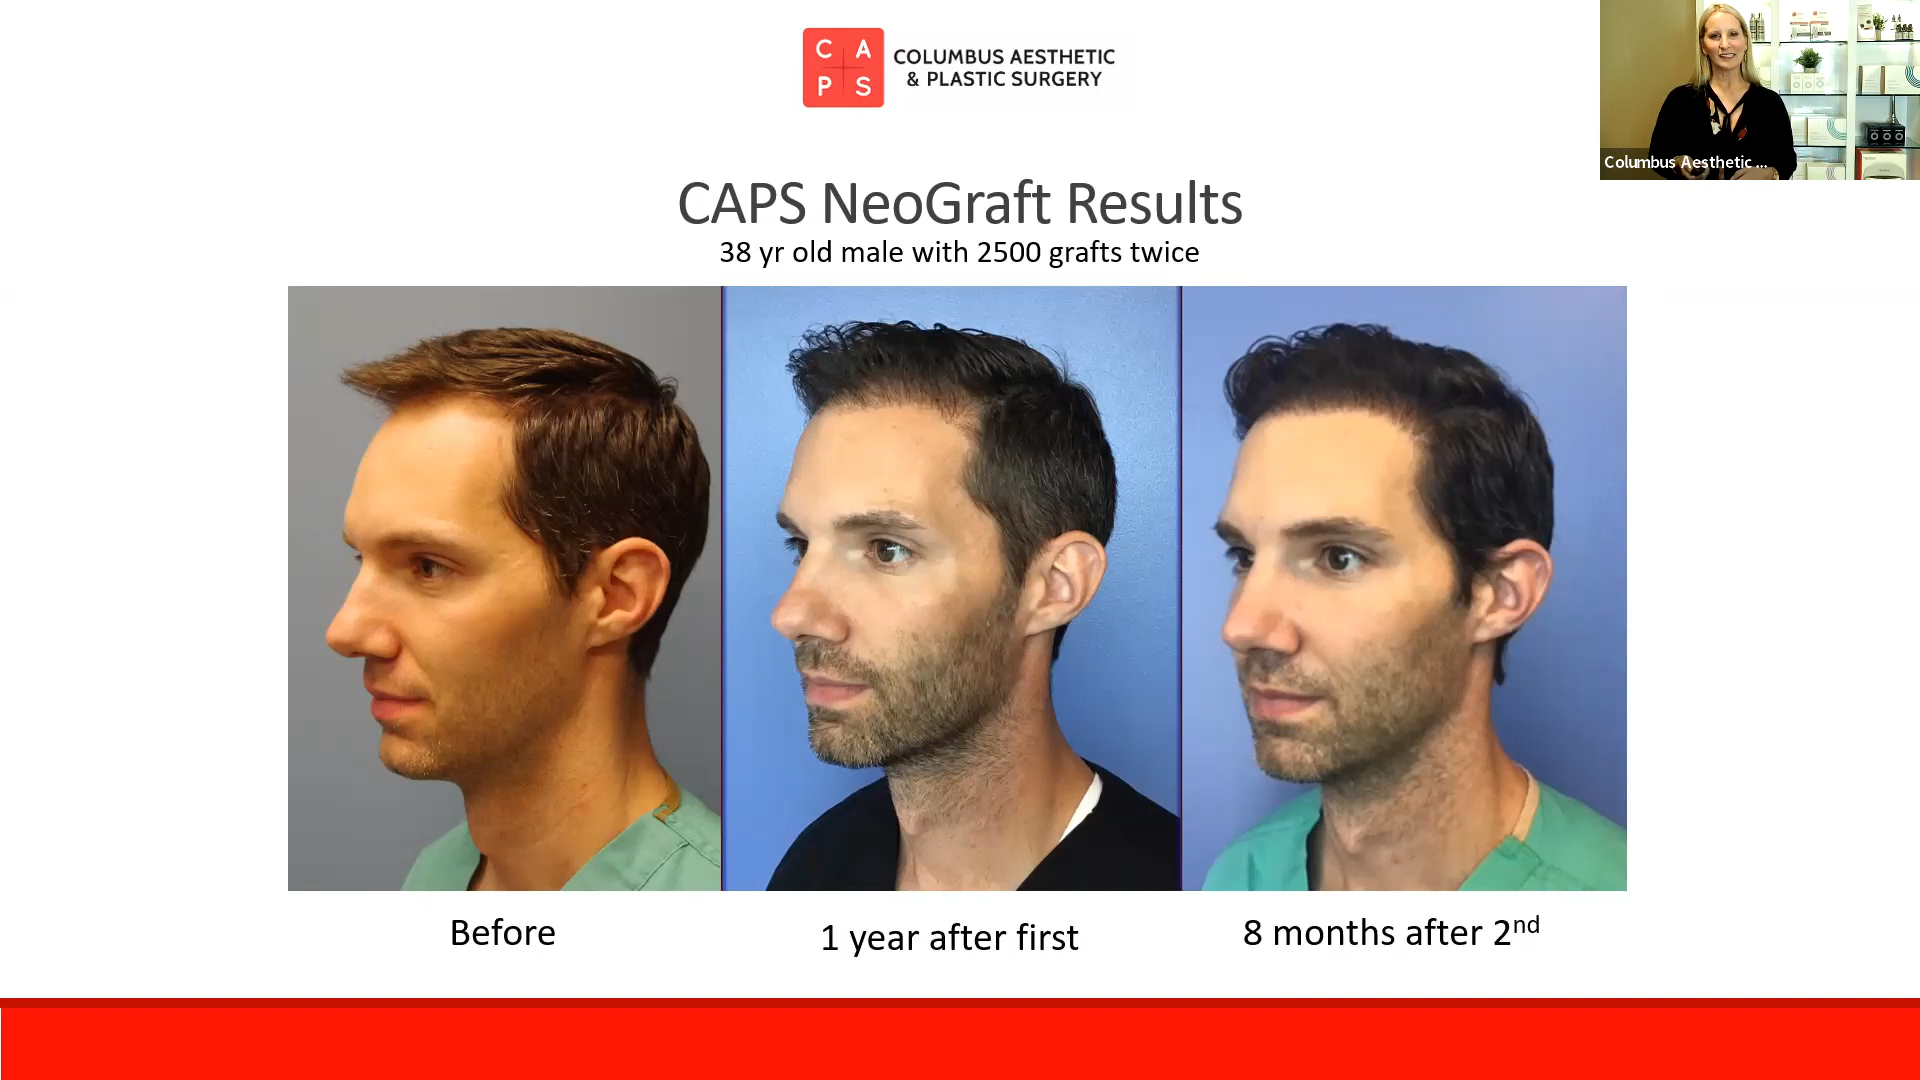 C A
P S
COLUMBUS AESTHETIC
& PLASTIC SURGERY
Columbus Aesthetic ...
CAPS NeoGraft Results
38 yr old male with 2500 grafts twice
Before
1 year after first
8 months after 2nd